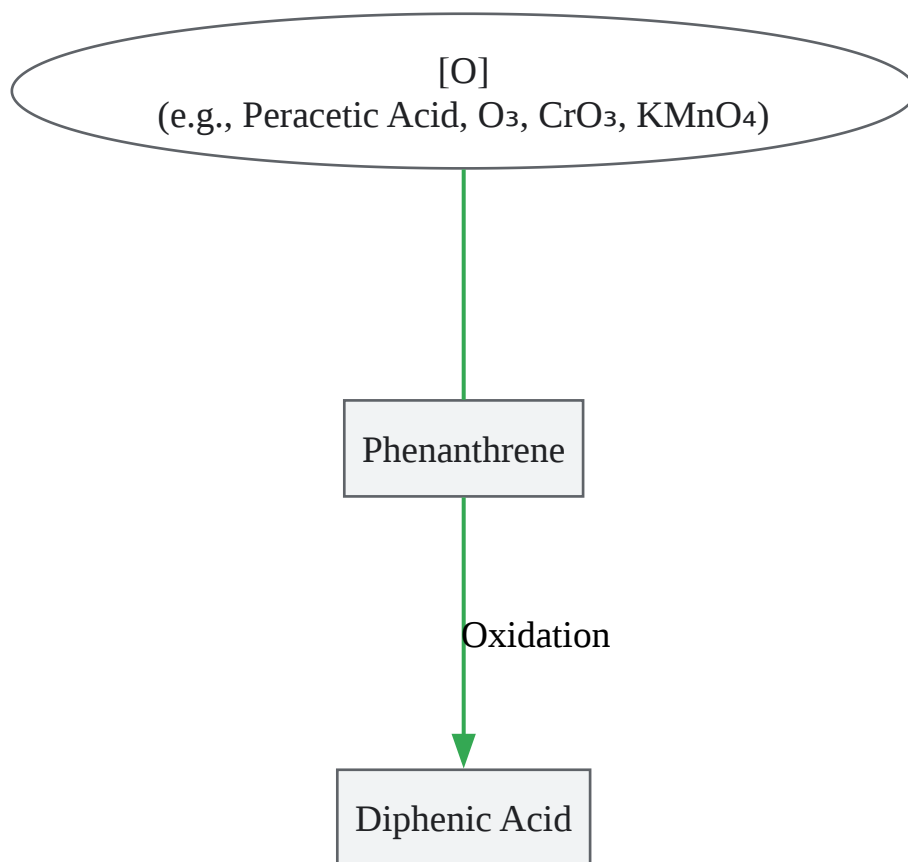 [O]
(e.g., Peracetic Acid, O₃, CrO₃, KMnO₄)
Phenanthrene
Oxidation
Diphenic Acid